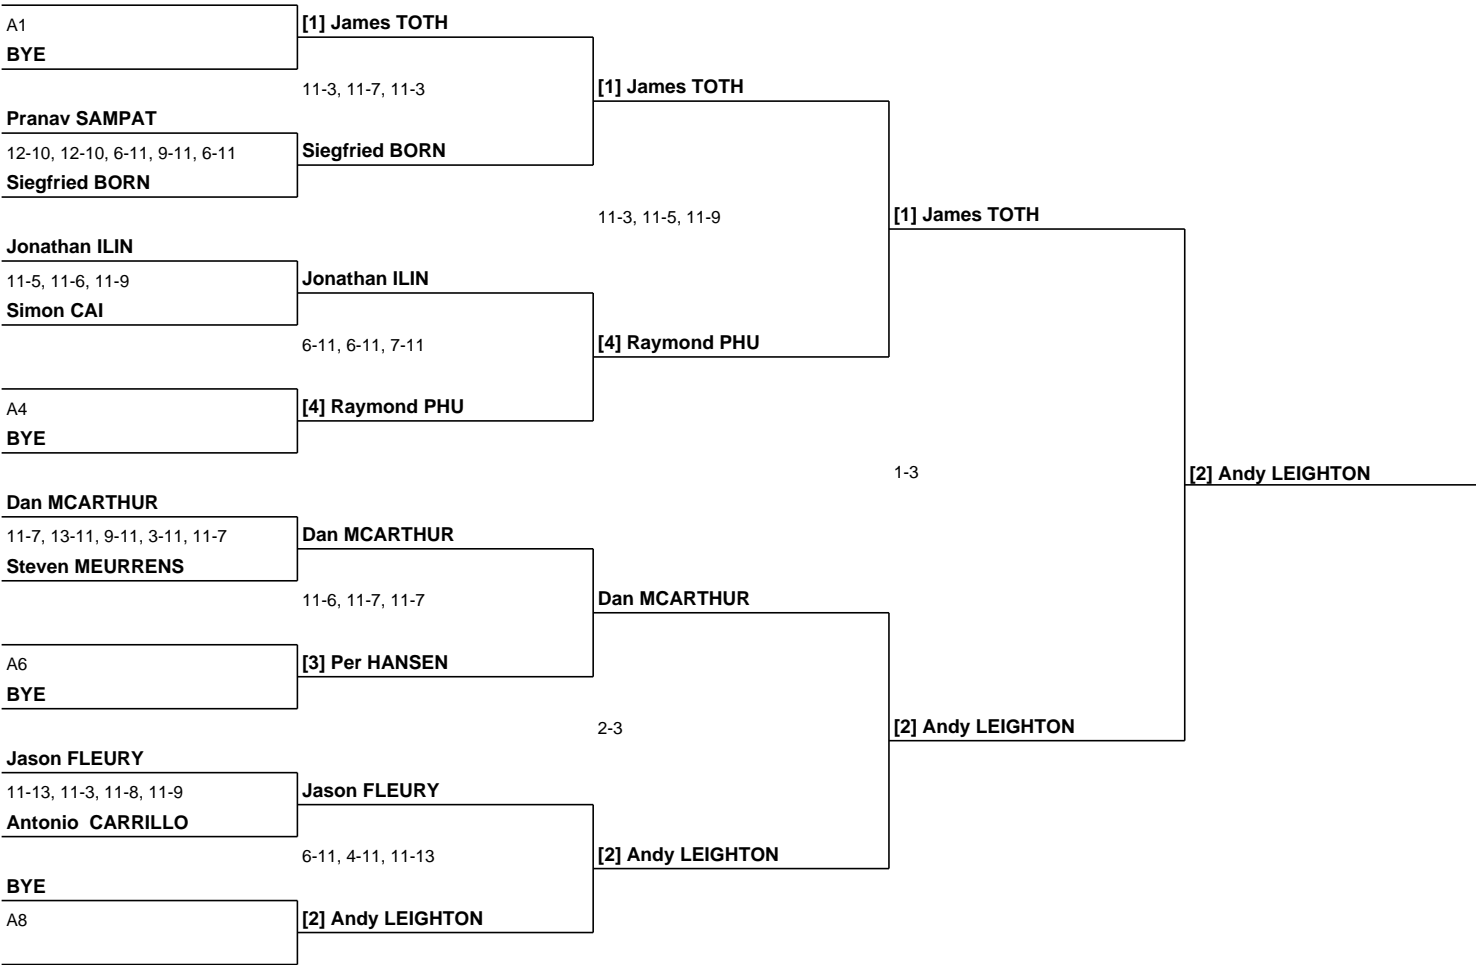 A1
BYE
[1] James TOTH
11-3, 11-7, 11-3
[1] James TOTH
Pranav SAMPAT
12-10, 12-10, 6-11, 9-11, 6-11
Siegfried BORN
Siegfried BORN
11-3, 11-5, 11-9
[1] James TOTH
Jonathan ILIN
11-5, 11-6, 11-9
Simon CAI
Jonathan ILIN
6-11, 6-11, 7-11
[4] Raymond PHU
A4
BYE
[4] Raymond PHU
1-3
[2] Andy LEIGHTON
Dan MCARTHUR
11-7, 13-11, 9-11, 3-11, 11-7
Steven MEURRENS
Dan MCARTHUR
11-6, 11-7, 11-7
Dan MCARTHUR
A6
BYE
[3] Per HANSEN
2-3
[2] Andy LEIGHTON
Jason FLEURY
11-13, 11-3, 11-8, 11-9
Antonio  CARRILLO
Jason FLEURY
6-11, 4-11, 11-13
[2] Andy LEIGHTON
BYE
A8
[2] Andy LEIGHTON